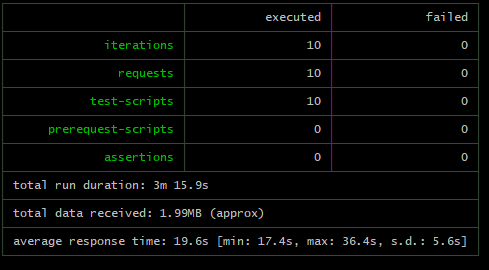 executed failed
iterations 10 0
requests 10 0
test-scripts 10 0
prerequest-scripts 0 0
assertions 0 0
total run duration: 3m 15.9s
total data received: 1.99MB (approx)
average response time: 19.6s [min: 17.4s, max: 36.4s, s.d.: 5.6s]